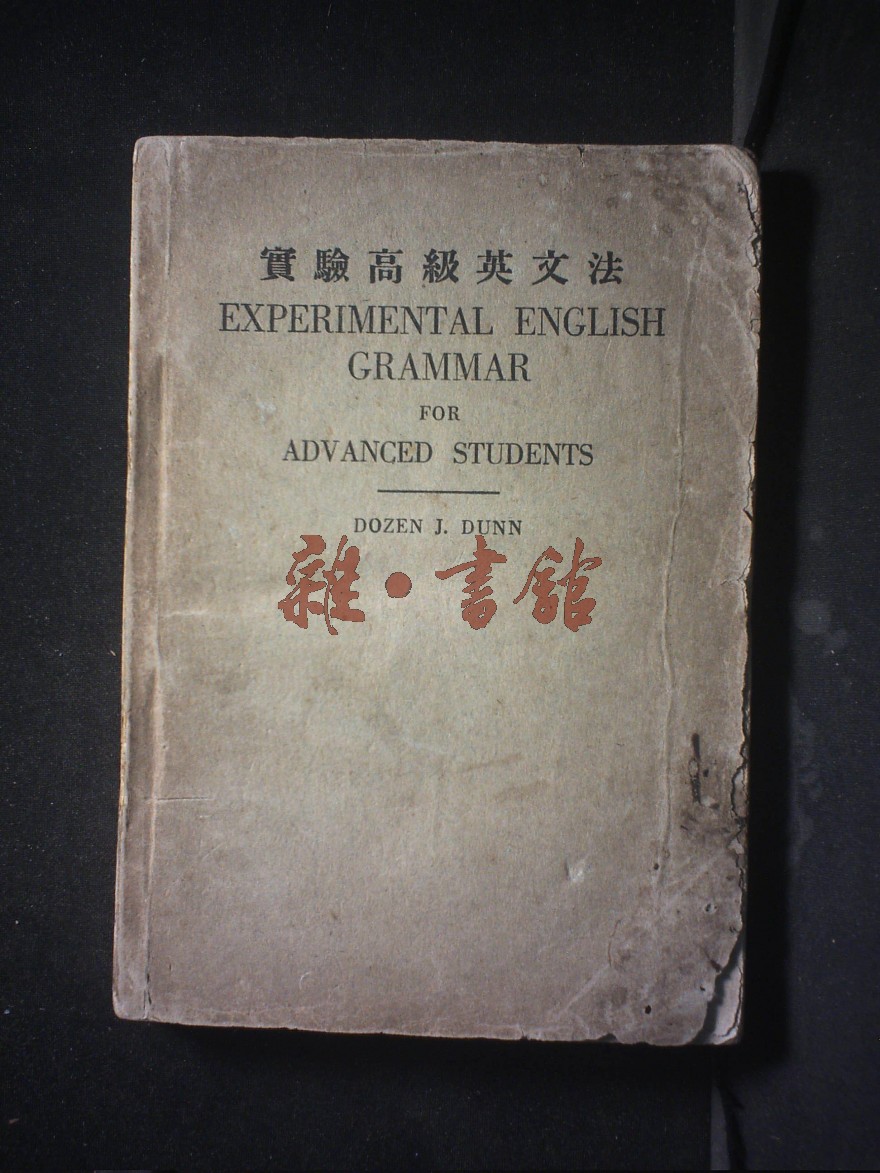 實驗高級英文法
EXPERIMENTAL ENGLISH
GRAMMAR
FOR
ADVANCED STUDENTS
DOZEN J. DUNN
雜·書館